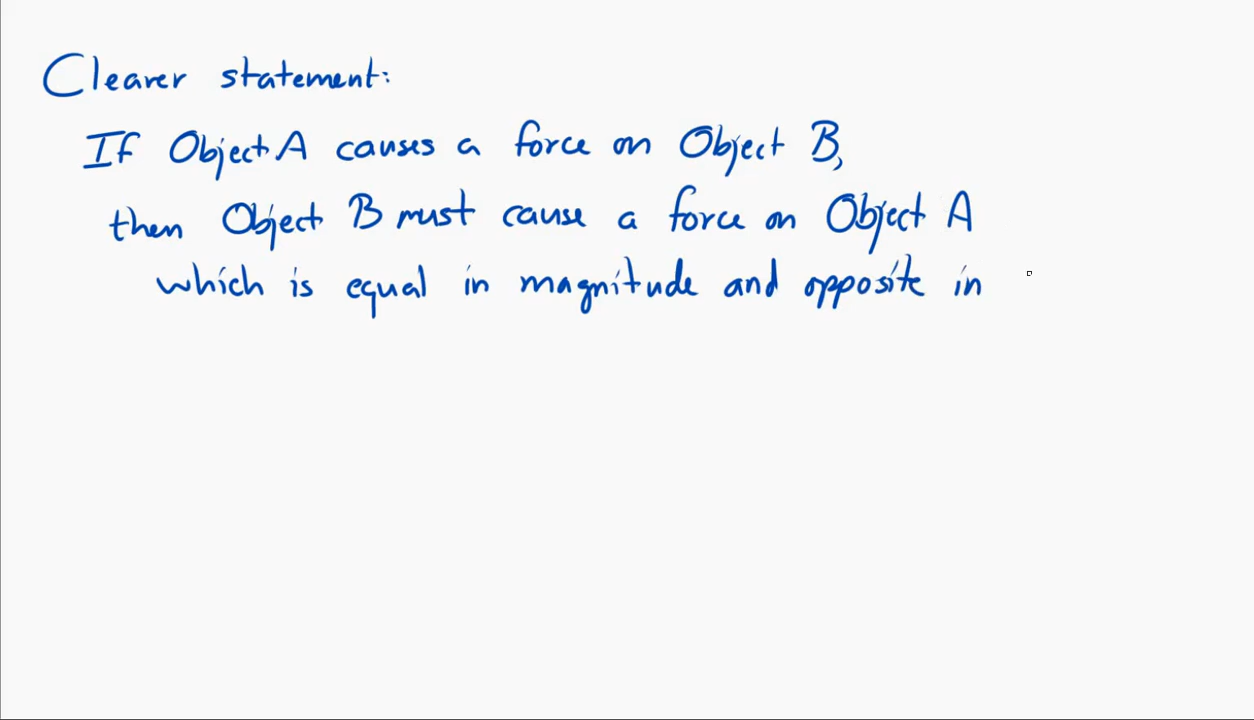 Clearer statement:
If Object A causes a force on Object B,
then Object B must cause a force on Object A
which is equal in magnitude and opposite in